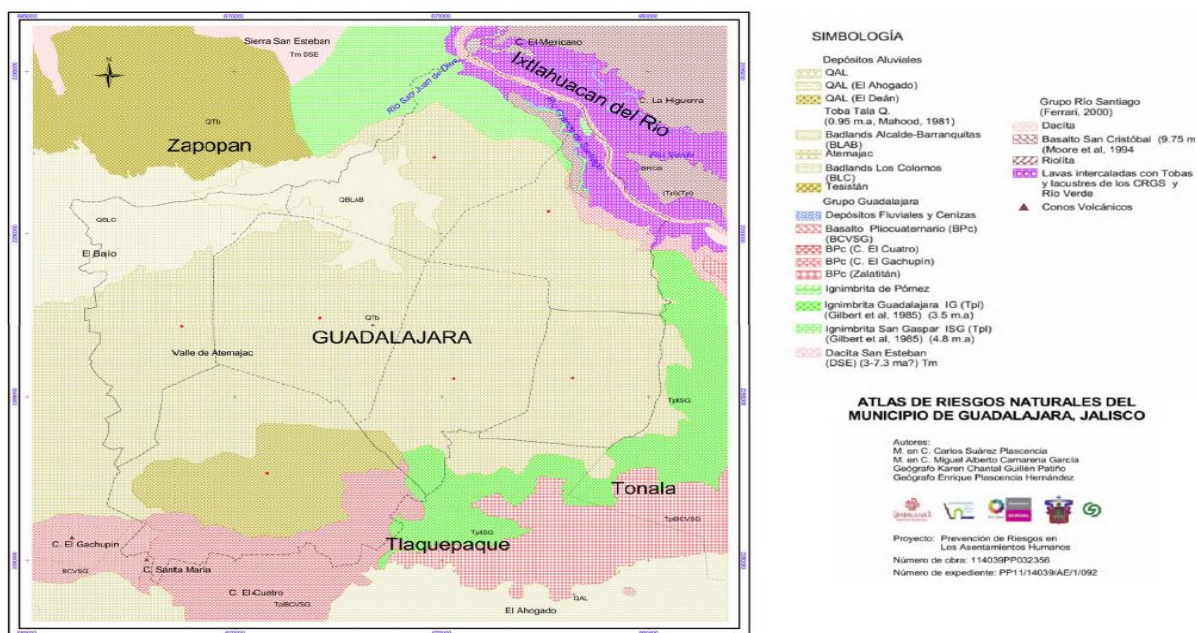 665000 670000 675000 680000
Sierra San Esteban
Tm DSE
N
C. El Mexicano
Ixtlahuacan del Rio
Río San Juan de Dios
C. La Higuerra
QTb
Zapopan
QBLAB
QBLC
El Bajio
QTb
GUADALAJARA
Valle de Atemajac
Tonala
TplBCVSG
Tlaquepaque
C. El Gachupin
BCVSG
C. Santa Maria
C. El Cuatro
TplBCVSG
QAL
El Ahogado
SIMBOLOGÍA
Depósitos Aluviales
QAL
QAL (El Ahogado)
QAL (El Deán)
Toba Tala Q.
(0.95 m.a, Mahood, 1981)
Badlands Alcalde-Barranquitas
(BLAB)
Atemajac
Badlands Los Colomos
(BLC)
Tesistán
Grupo Guadalajara
Depósitos Fluviales y Cenizas
Basalto Pliocuaternario (BPc)
(BCVSG)
BPc (C. El Cuatro)
BPc (C. El Gachupín)
BPc (Zalatitán)
Ignimbrita de Pómez
Ignimbrita Guadalajara IG (Tpl)
(Gilbert et al, 1985) (3.5 m.a)
Ignimbrita San Gaspar ISG (Tpl)
(Gilbert et al, 1985) (4.8 m.a)
Dacita San Esteban
(DSE) (3-7.3 ma?) Tm
Grupo Río Santiago
(Ferrari, 2000)
Dacita
Basalto San Cristóbal (9.75 m
(Moore et al, 1994
Riolita
Lavas intercaladas con Tobas
y lacustres de los CRGS y
Río Verde
Conos Volcánicos
ATLAS DE RIESGOS NATURALES DEL
MUNICIPIO DE GUADALAJARA, JALISCO
Autores:
M. en C. Carlos Suárez Plascencia
M. en C. Miguel Alberto Camarena García
Geógrafo Karen Chantal Guillén Patiño
Geógrafo Enrique Plascencia Hernández
Proyecto: Prevención de Riesgos en
Los Asentamientos Humanos
Número de obra: 114039PP032356
Número de expediente: PP11/14039/AE/1/092